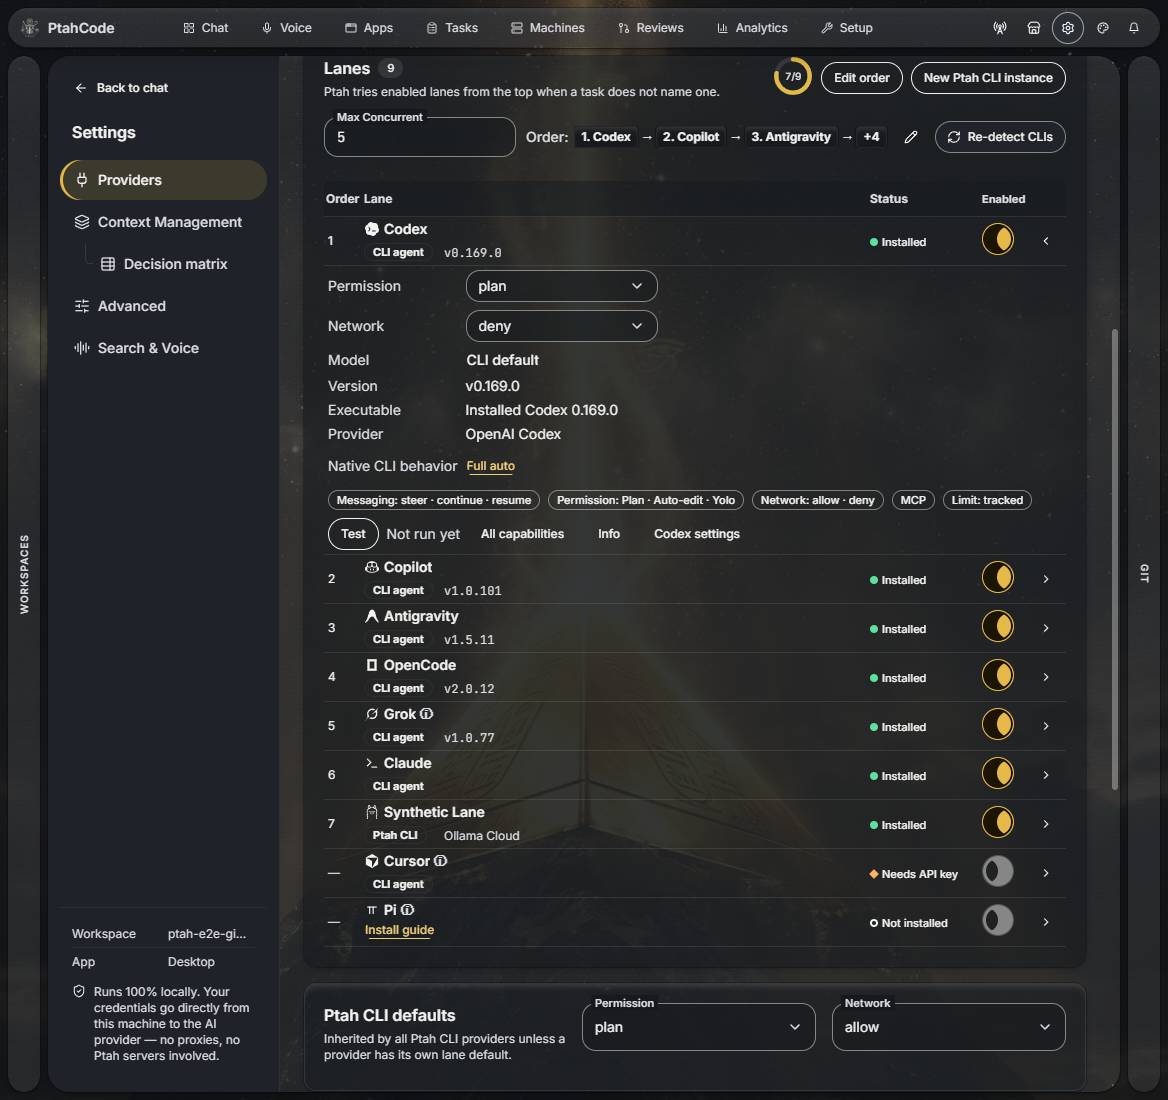 PtahCode
Chat
Voice
Apps
Tasks
Machines
Reviews
Analytics
Setup
WORKSPACES
Back to chat
Settings
Providers
Context Management
Decision matrix
Advanced
Search & Voice
Workspace ptah-e2e-gi...
App Desktop
Runs 100% locally. Your
credentials go directly from
this machine to the AI
provider — no proxies, no
Ptah servers involved.
Lanes 9
Ptah tries enabled lanes from the top when a task does not name one.
7/9
Edit order
New Ptah CLI instance
Max Concurrent
5
Order: 1. Codex → 2. Copilot → 3. Antigravity → +4
Re-detect CLIs
Order Lane Status Enabled
1 Codex Installed
CLI agent v0.169.0
Permission plan
Network deny
Model CLI default
Version v0.169.0
Executable Installed Codex 0.169.0
Provider OpenAI Codex
Native CLI behavior Full auto
Messaging: steer · continue · resume
Permission: Plan · Auto-edit · Yolo
Network: allow · deny
MCP
Limit: tracked
Test Not run yet All capabilities Info Codex settings
2 Copilot Installed
CLI agent v1.0.101
3 Antigravity Installed
CLI agent v1.5.11
4 OpenCode Installed
CLI agent v2.0.12
5 Grok Installed
CLI agent v1.0.77
6 Claude Installed
CLI agent
7 Synthetic Lane Installed
Ptah CLI Ollama Cloud
— Cursor Needs API key
CLI agent
— Pi Not installed
Install guide
Ptah CLI defaults
Inherited by all Ptah CLI providers unless a
provider has its own lane default.
Permission
plan
Network
allow
GIT